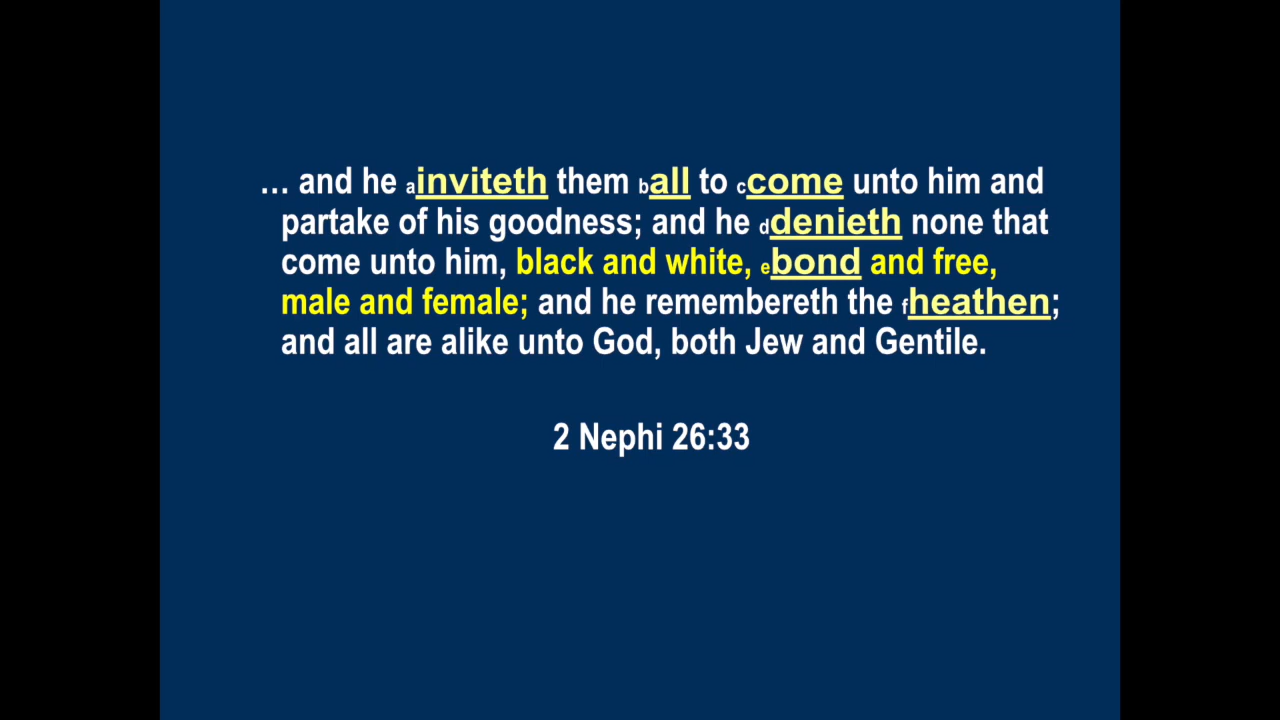 … and he ainviteth them ball to ccome unto him and
partake of his goodness; and he ddenieth none that
come unto him, black and white, ebond and free,
male and female; and he remembereth the fheathen;
and all are alike unto God, both Jew and Gentile.
2 Nephi 26:33